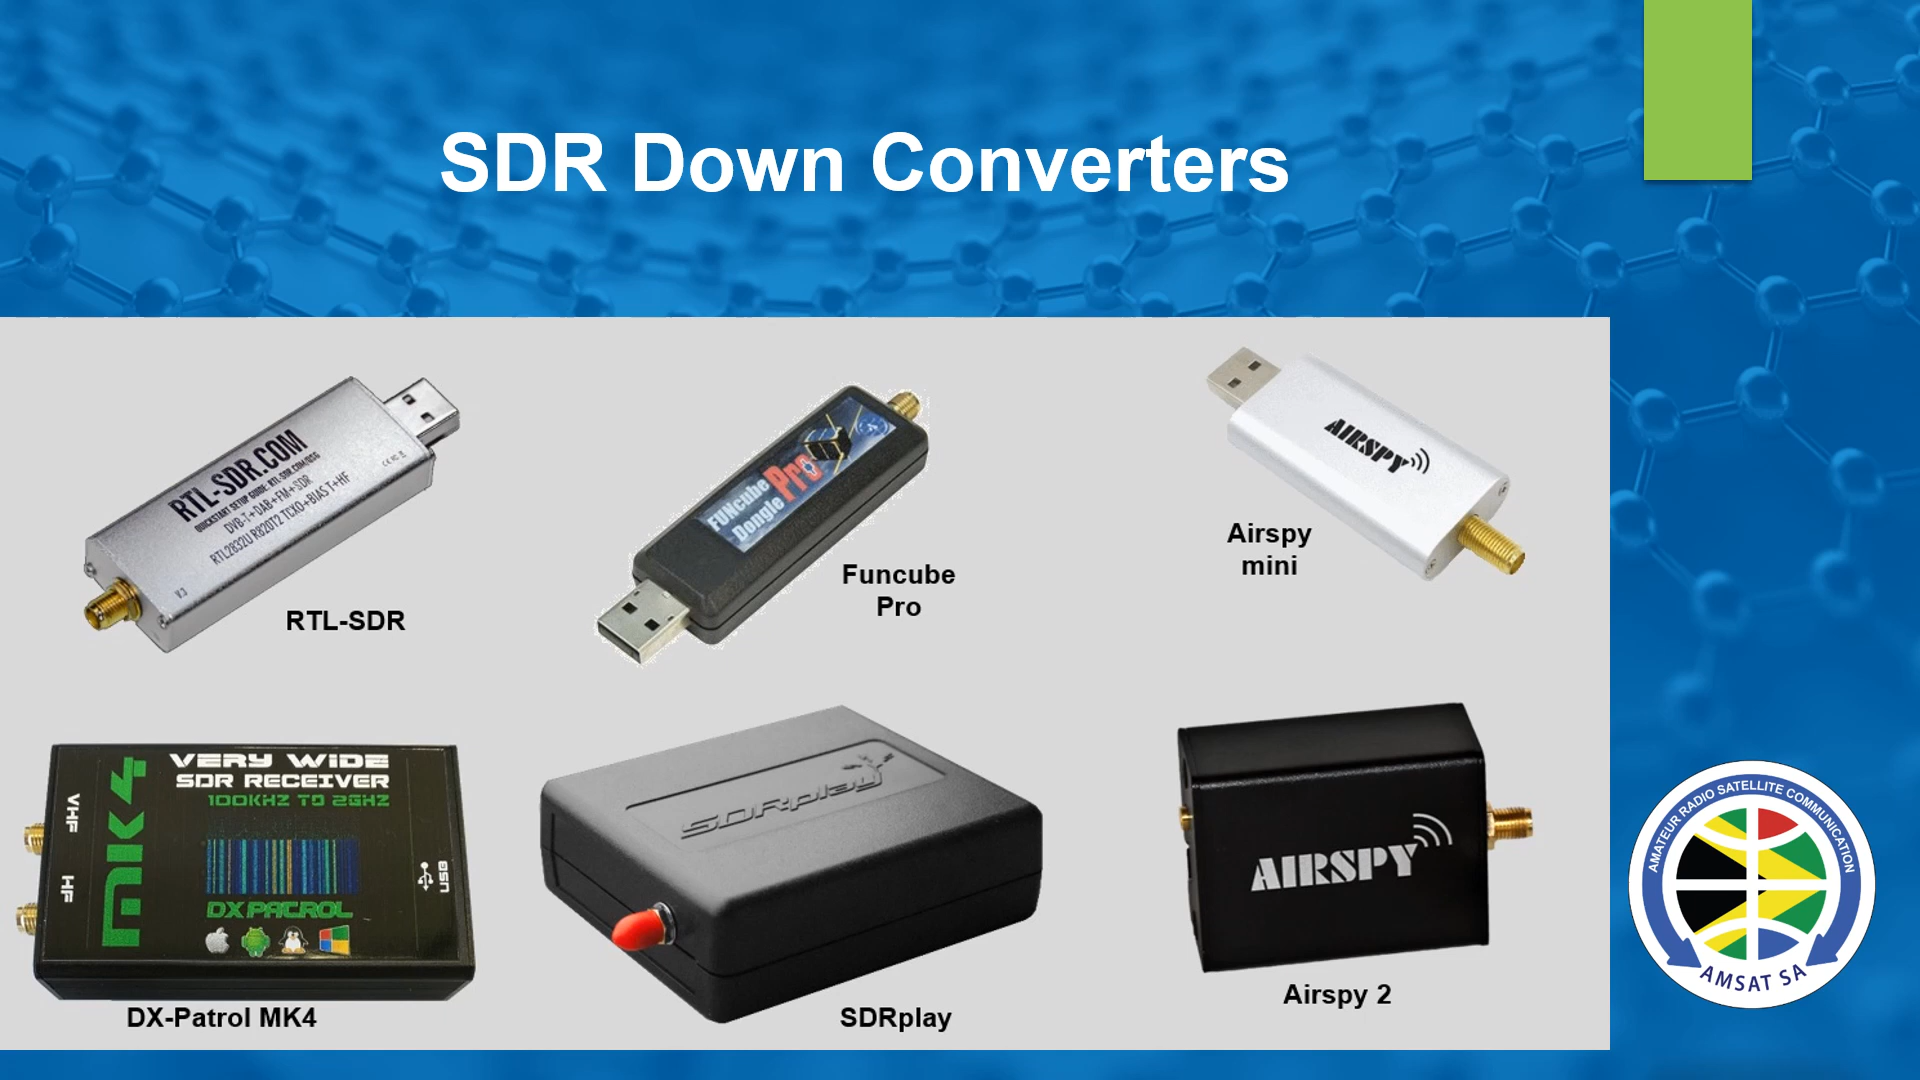 SDR Down Converters
RTL-SDR.COM
QUICKSTART SETUP GUIDE: RTL-SDR.COM/QSG
DVB-T+DAB+FM+SDR
RTL2832U R820T2 TCXO+BIAS T+HF
V.3
RTL-SDR
FUNcube
Dongle
Pro+
Funcube
Pro
AIRSPY
Airspy
mini
VERY WIDE
SDR RECEIVER
100KHZ TO 2GHZ
MK4
VHF
HF
USB
DXPATROL
DX-Patrol MK4
SDRplay
SDRplay
AIRSPY
Airspy 2
AMATEUR RADIO SATELLITE COMMUNICATION
AMSAT SA